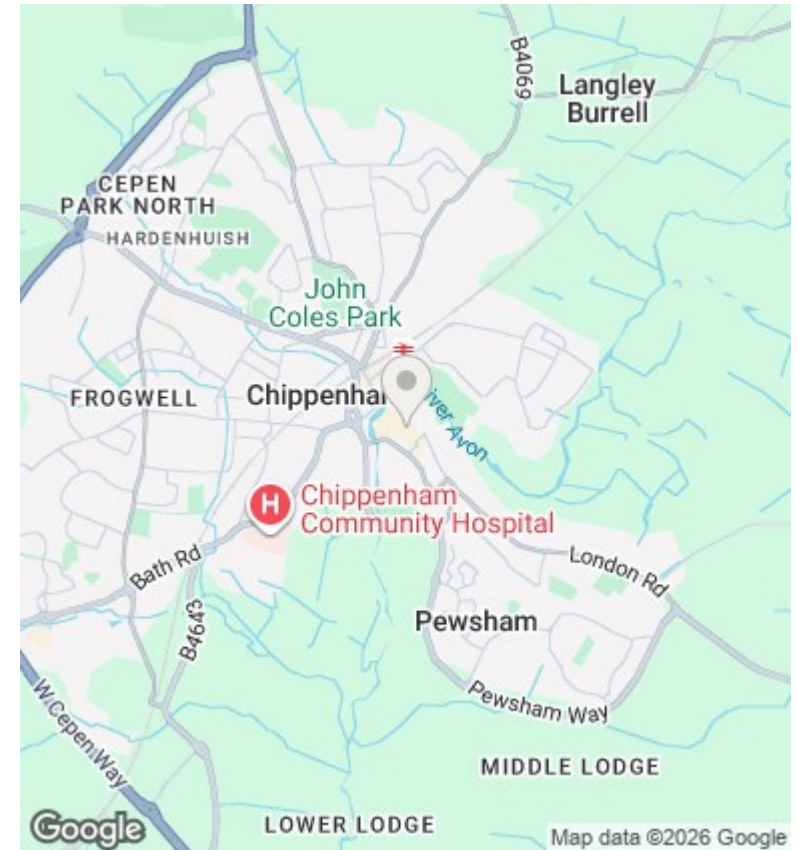 B4069
Langley
Burrell
CEPEN
PARK NORTH
HARDENHUISH
John
Coles Park
FROGWELL
Chippenha
iver Avon
H
Chippenham
Community Hospital
Bath Rd
London Rd
B4643
Pewsham
W Cepen Way
Pewsham Way
MIDDLE LODGE
LOWER LODGE
Google
Map data ©2026 Google